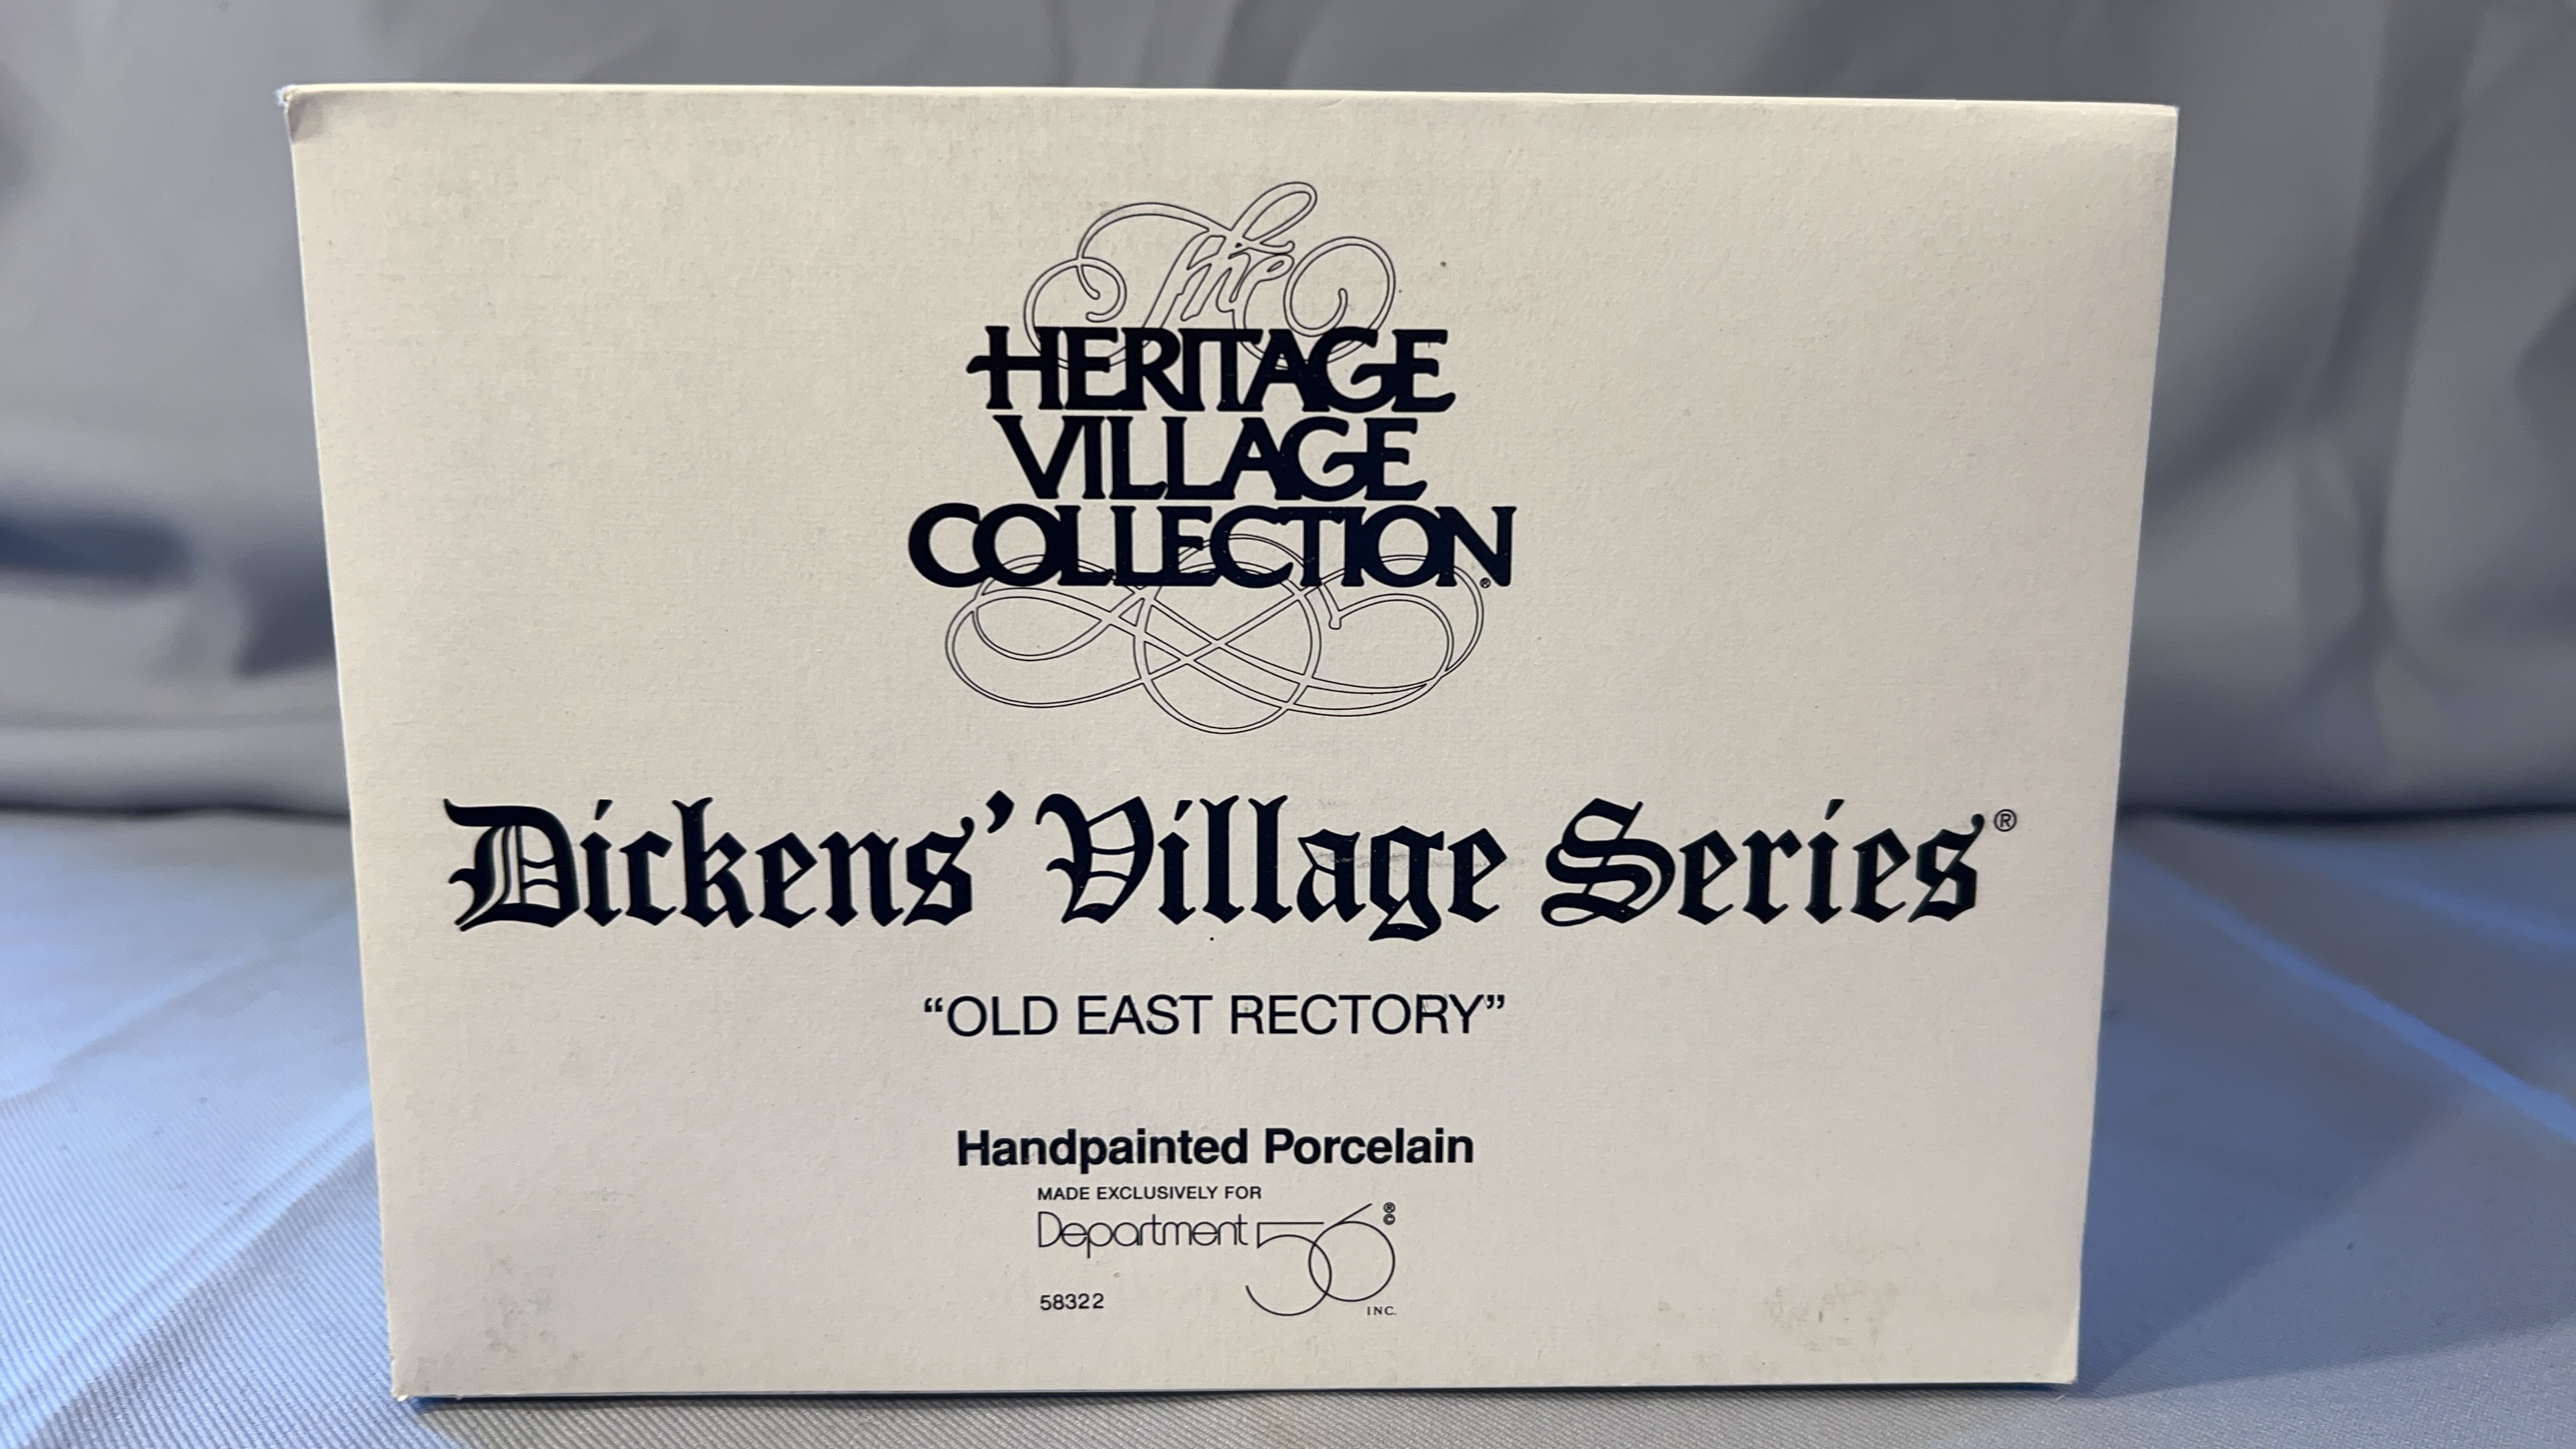 The
HERITAGE
VILLAGE
COLLECTION®
Dickens' Village Series®
“OLD EAST RECTORY”
Handpainted Porcelain
MADE EXCLUSIVELY FOR
Department 56®©
58322
INC.